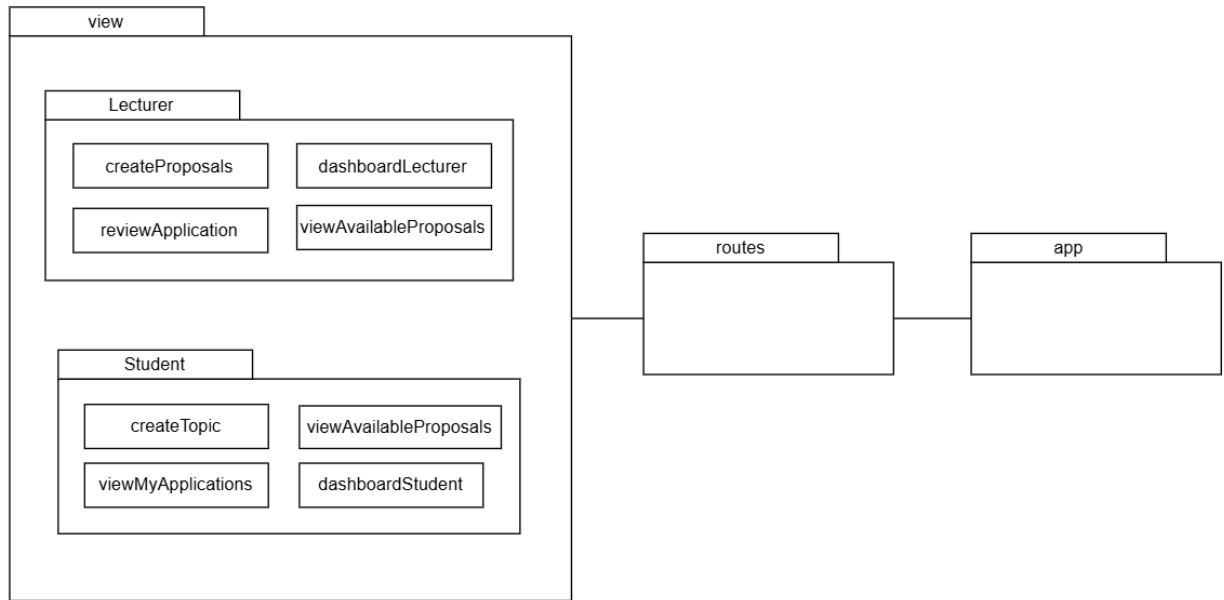 view
Lecturer
createProposals
dashboardLecturer
reviewApplication
viewAvailableProposals
Student
createTopic
viewAvailableProposals
viewMyApplications
dashboardStudent
routes
app